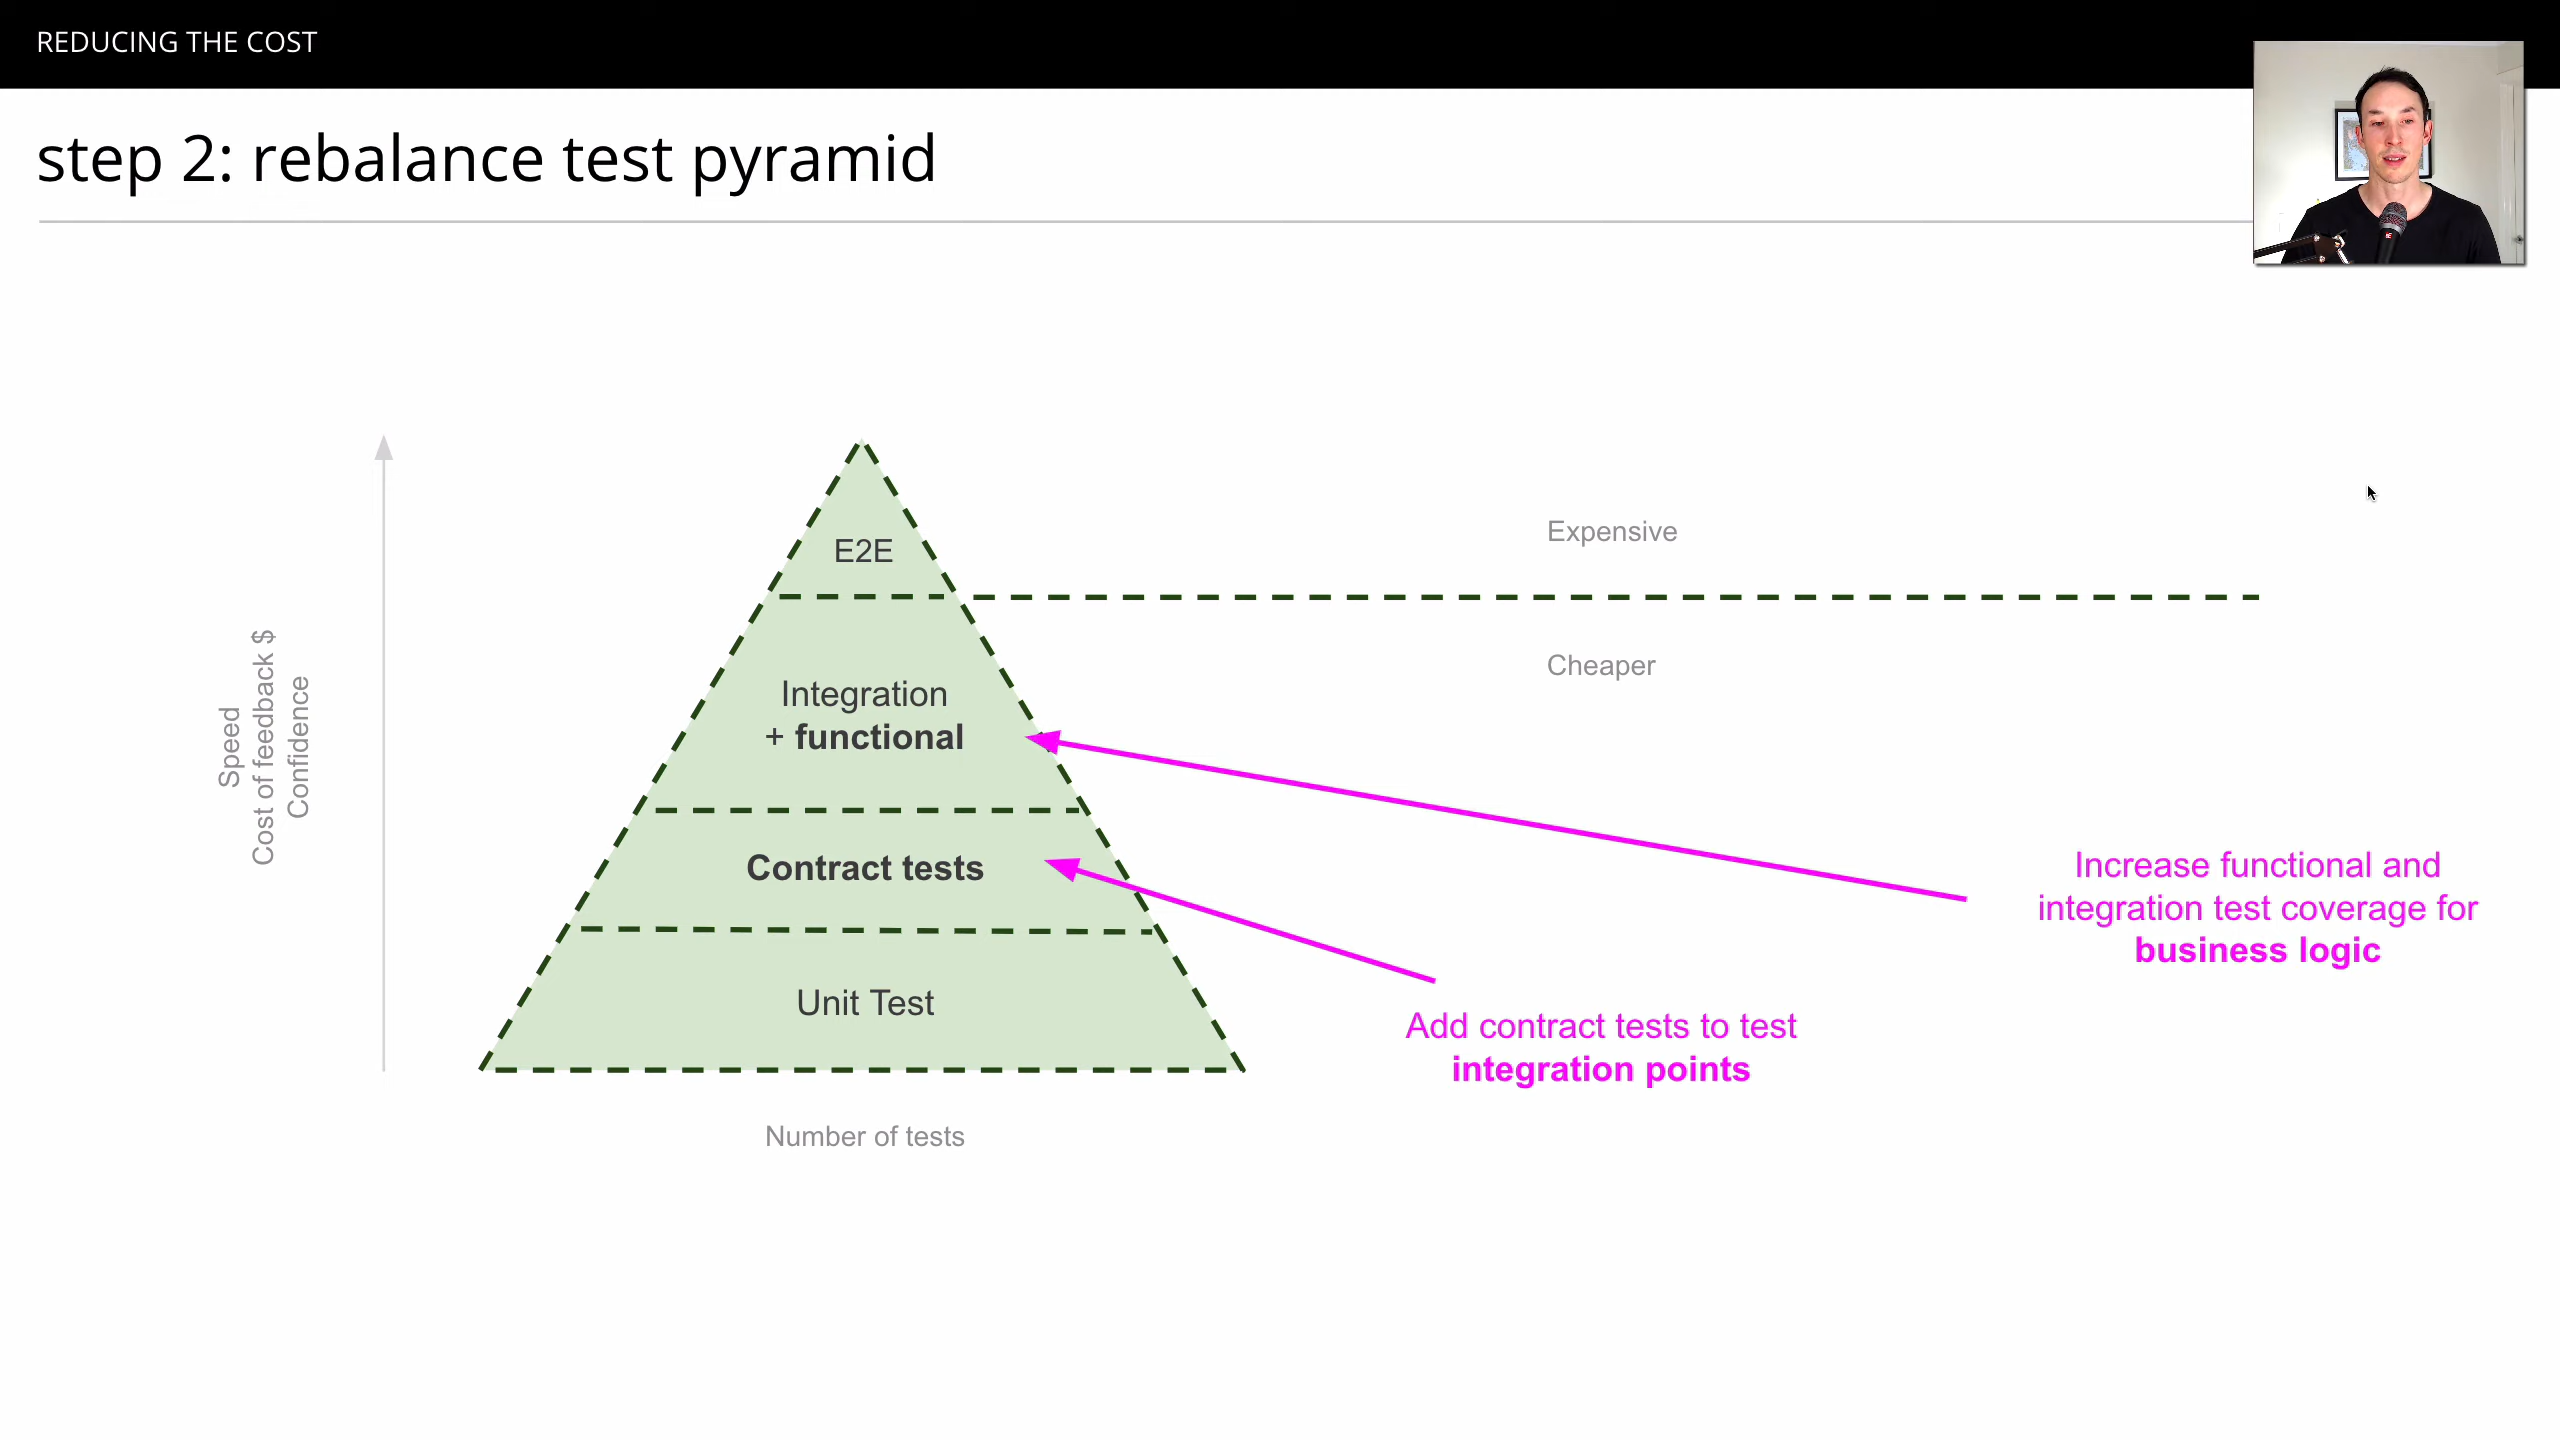 REDUCING THE COST
step 2: rebalance test pyramid
E2E
Expensive
Cheaper
Integration
+ functional
Speed
Cost of feedback $
Confidence
Contract tests
Increase functional and
integration test coverage for
business logic
Unit Test
Add contract tests to test
integration points
Number of tests